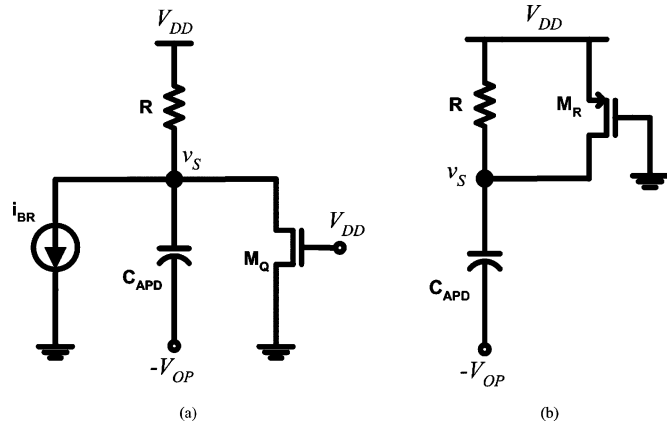 V_DD
R
v_S
i_BR
C_APD
M_Q
V_DD
-V_OP
(a)
V_DD
R
M_R
v_S
C_APD
-V_OP
(b)